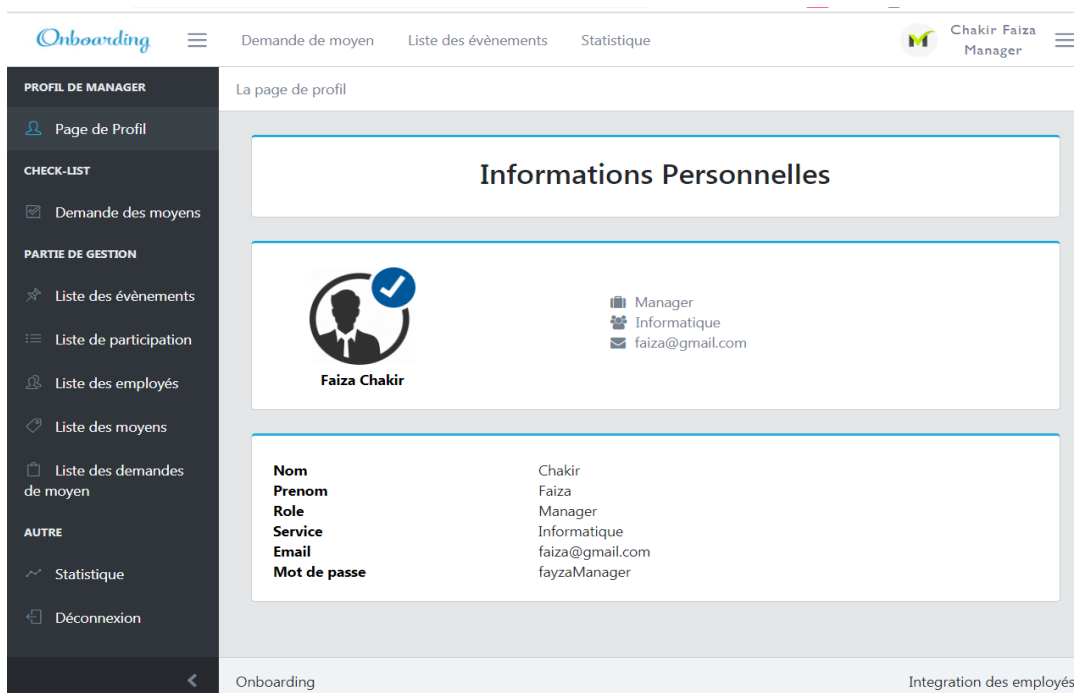 Onboarding
Demande de moyen
Liste des évènements
Statistique
Chakir Faiza
Manager
PROFIL DE MANAGER
La page de profil
Page de Profil
CHECK-LIST
Demande des moyens
PARTIE DE GESTION
Liste des évènements
Liste de participation
Liste des employés
Liste des moyens
Liste des demandes
de moyen
AUTRE
Statistique
Déconnexion
Informations Personnelles
Faiza Chakir
Manager
Informatique
faiza@gmail.com
Nom Chakir
Prenom Faiza
Role Manager
Service Informatique
Email faiza@gmail.com
Mot de passe fayzaManager
Onboarding
Integration des employés